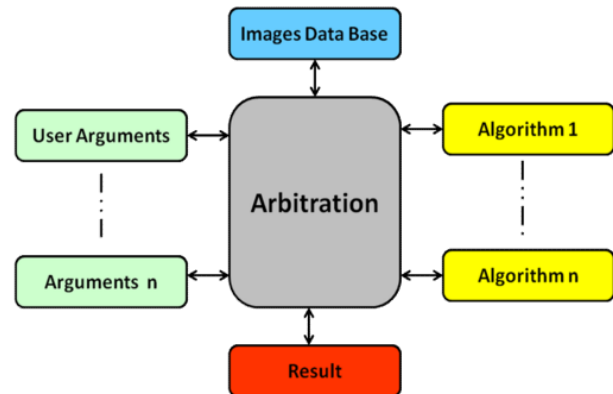 Images Data Base
User Arguments
Algorithm 1
Arbitration
Arguments n
Algorithm n
Result